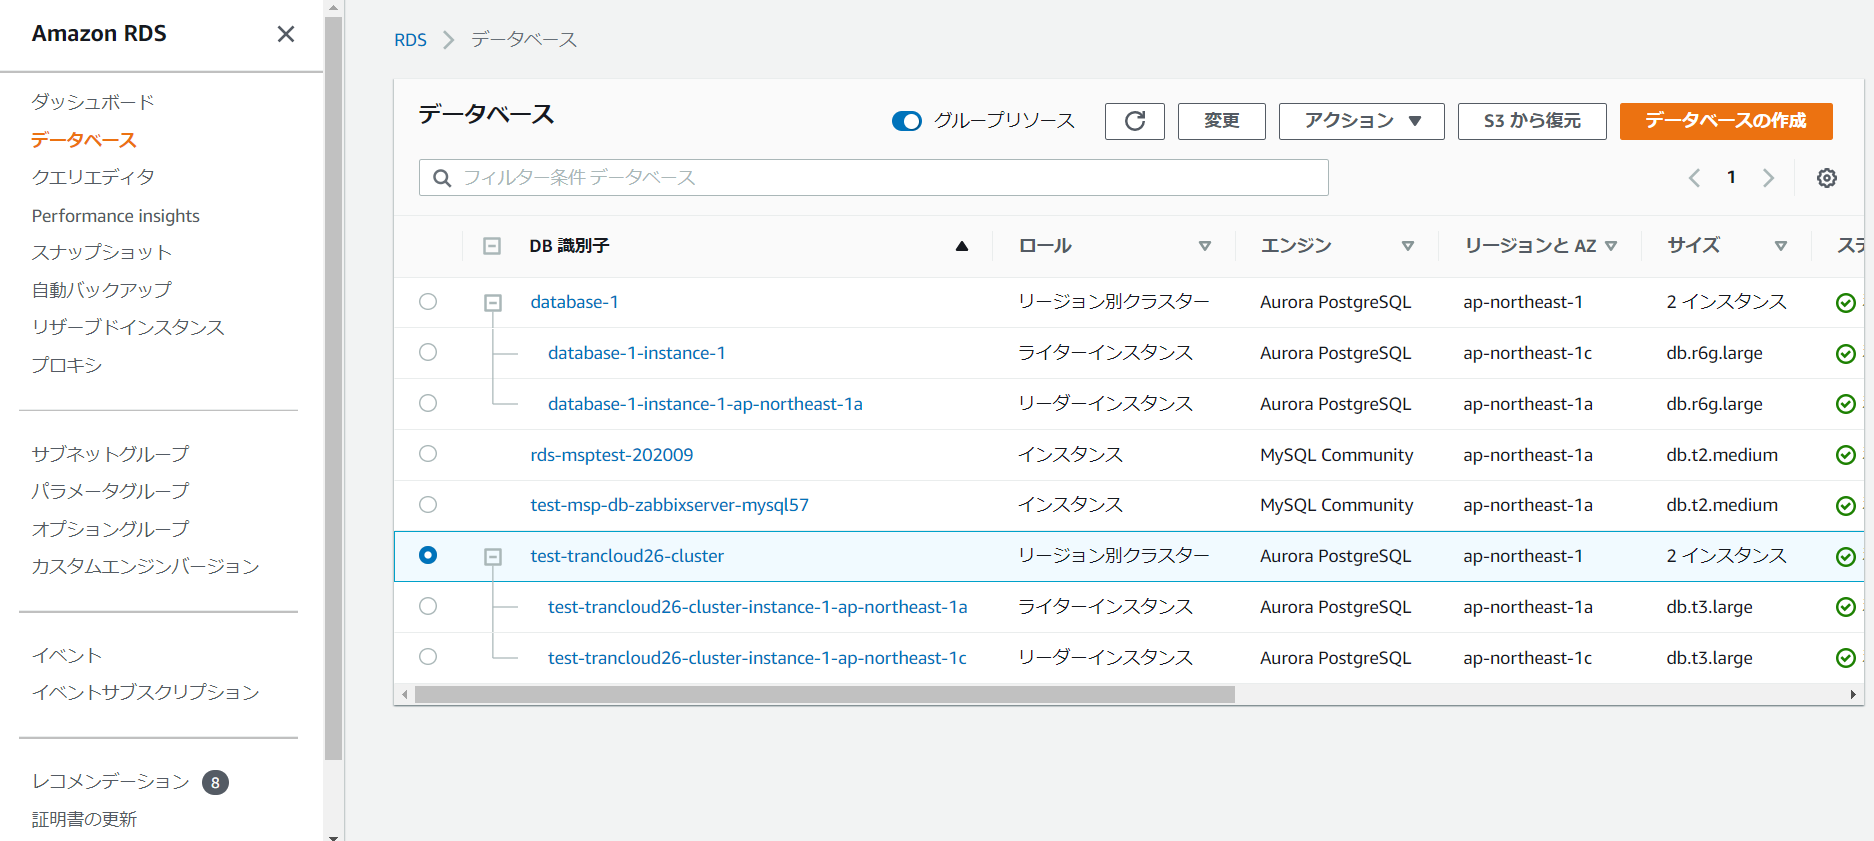 Amazon RDS
ダッシュボード
データベース
クエリエディタ
Performance insights
スナップショット
自動バックアップ
リザーブドインスタンス
プロキシ
サブネットグループ
パラメータグループ
オプショングループ
カスタムエンジンバージョン
イベント
イベントサブスクリプション
レコメンデーション 8
証明書の更新
RDS データベース
データベース グループリソース 変更 アクション S3 から復元 データベースの作成
フィルター条件 データベース 1
DB 識別子 ロール エンジン リージョンと AZ サイズ ステ
database-1 リージョン別クラスター Aurora PostgreSQL ap-northeast-1 2 インスタンス
database-1-instance-1 ライターインスタンス Aurora PostgreSQL ap-northeast-1c db.r6g.large
database-1-instance-1-ap-northeast-1a リーダーインスタンス Aurora PostgreSQL ap-northeast-1a db.r6g.large
rds-msptest-202009 インスタンス MySQL Community ap-northeast-1a db.t2.medium
test-msp-db-zabbixserver-mysql57 インスタンス MySQL Community ap-northeast-1a db.t2.medium
test-trancloud26-cluster リージョン別クラスター Aurora PostgreSQL ap-northeast-1 2 インスタンス
test-trancloud26-cluster-instance-1-ap-northeast-1a ライターインスタンス Aurora PostgreSQL ap-northeast-1a db.t3.large
test-trancloud26-cluster-instance-1-ap-northeast-1c リーダーインスタンス Aurora PostgreSQL ap-northeast-1c db.t3.large